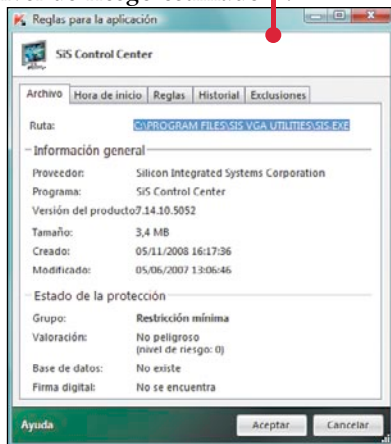 Reglas para la aplicación
SiS Control Center
Archivo Hora de inicio Reglas Historial Exclusiones
Ruta: C:\PROGRAM FILES\SIS VGA UTILITIES\SIS.EXE
Información general
Proveedor: Silicon Integrated Systems Corporation
Programa: SiS Control Center
Versión del producto7.14.10.5052
Tamaño: 3,4 MB
Creado: 05/11/2008 16:17:36
Modificado: 05/06/2007 13:06:46
Estado de la protección
Grupo: Restricción mínima
Valoración: No peligroso
(nivel de riesgo: 0)
Base de datos: No existe
Firma digital: No se encuentra
Ayuda Aceptar Cancelar